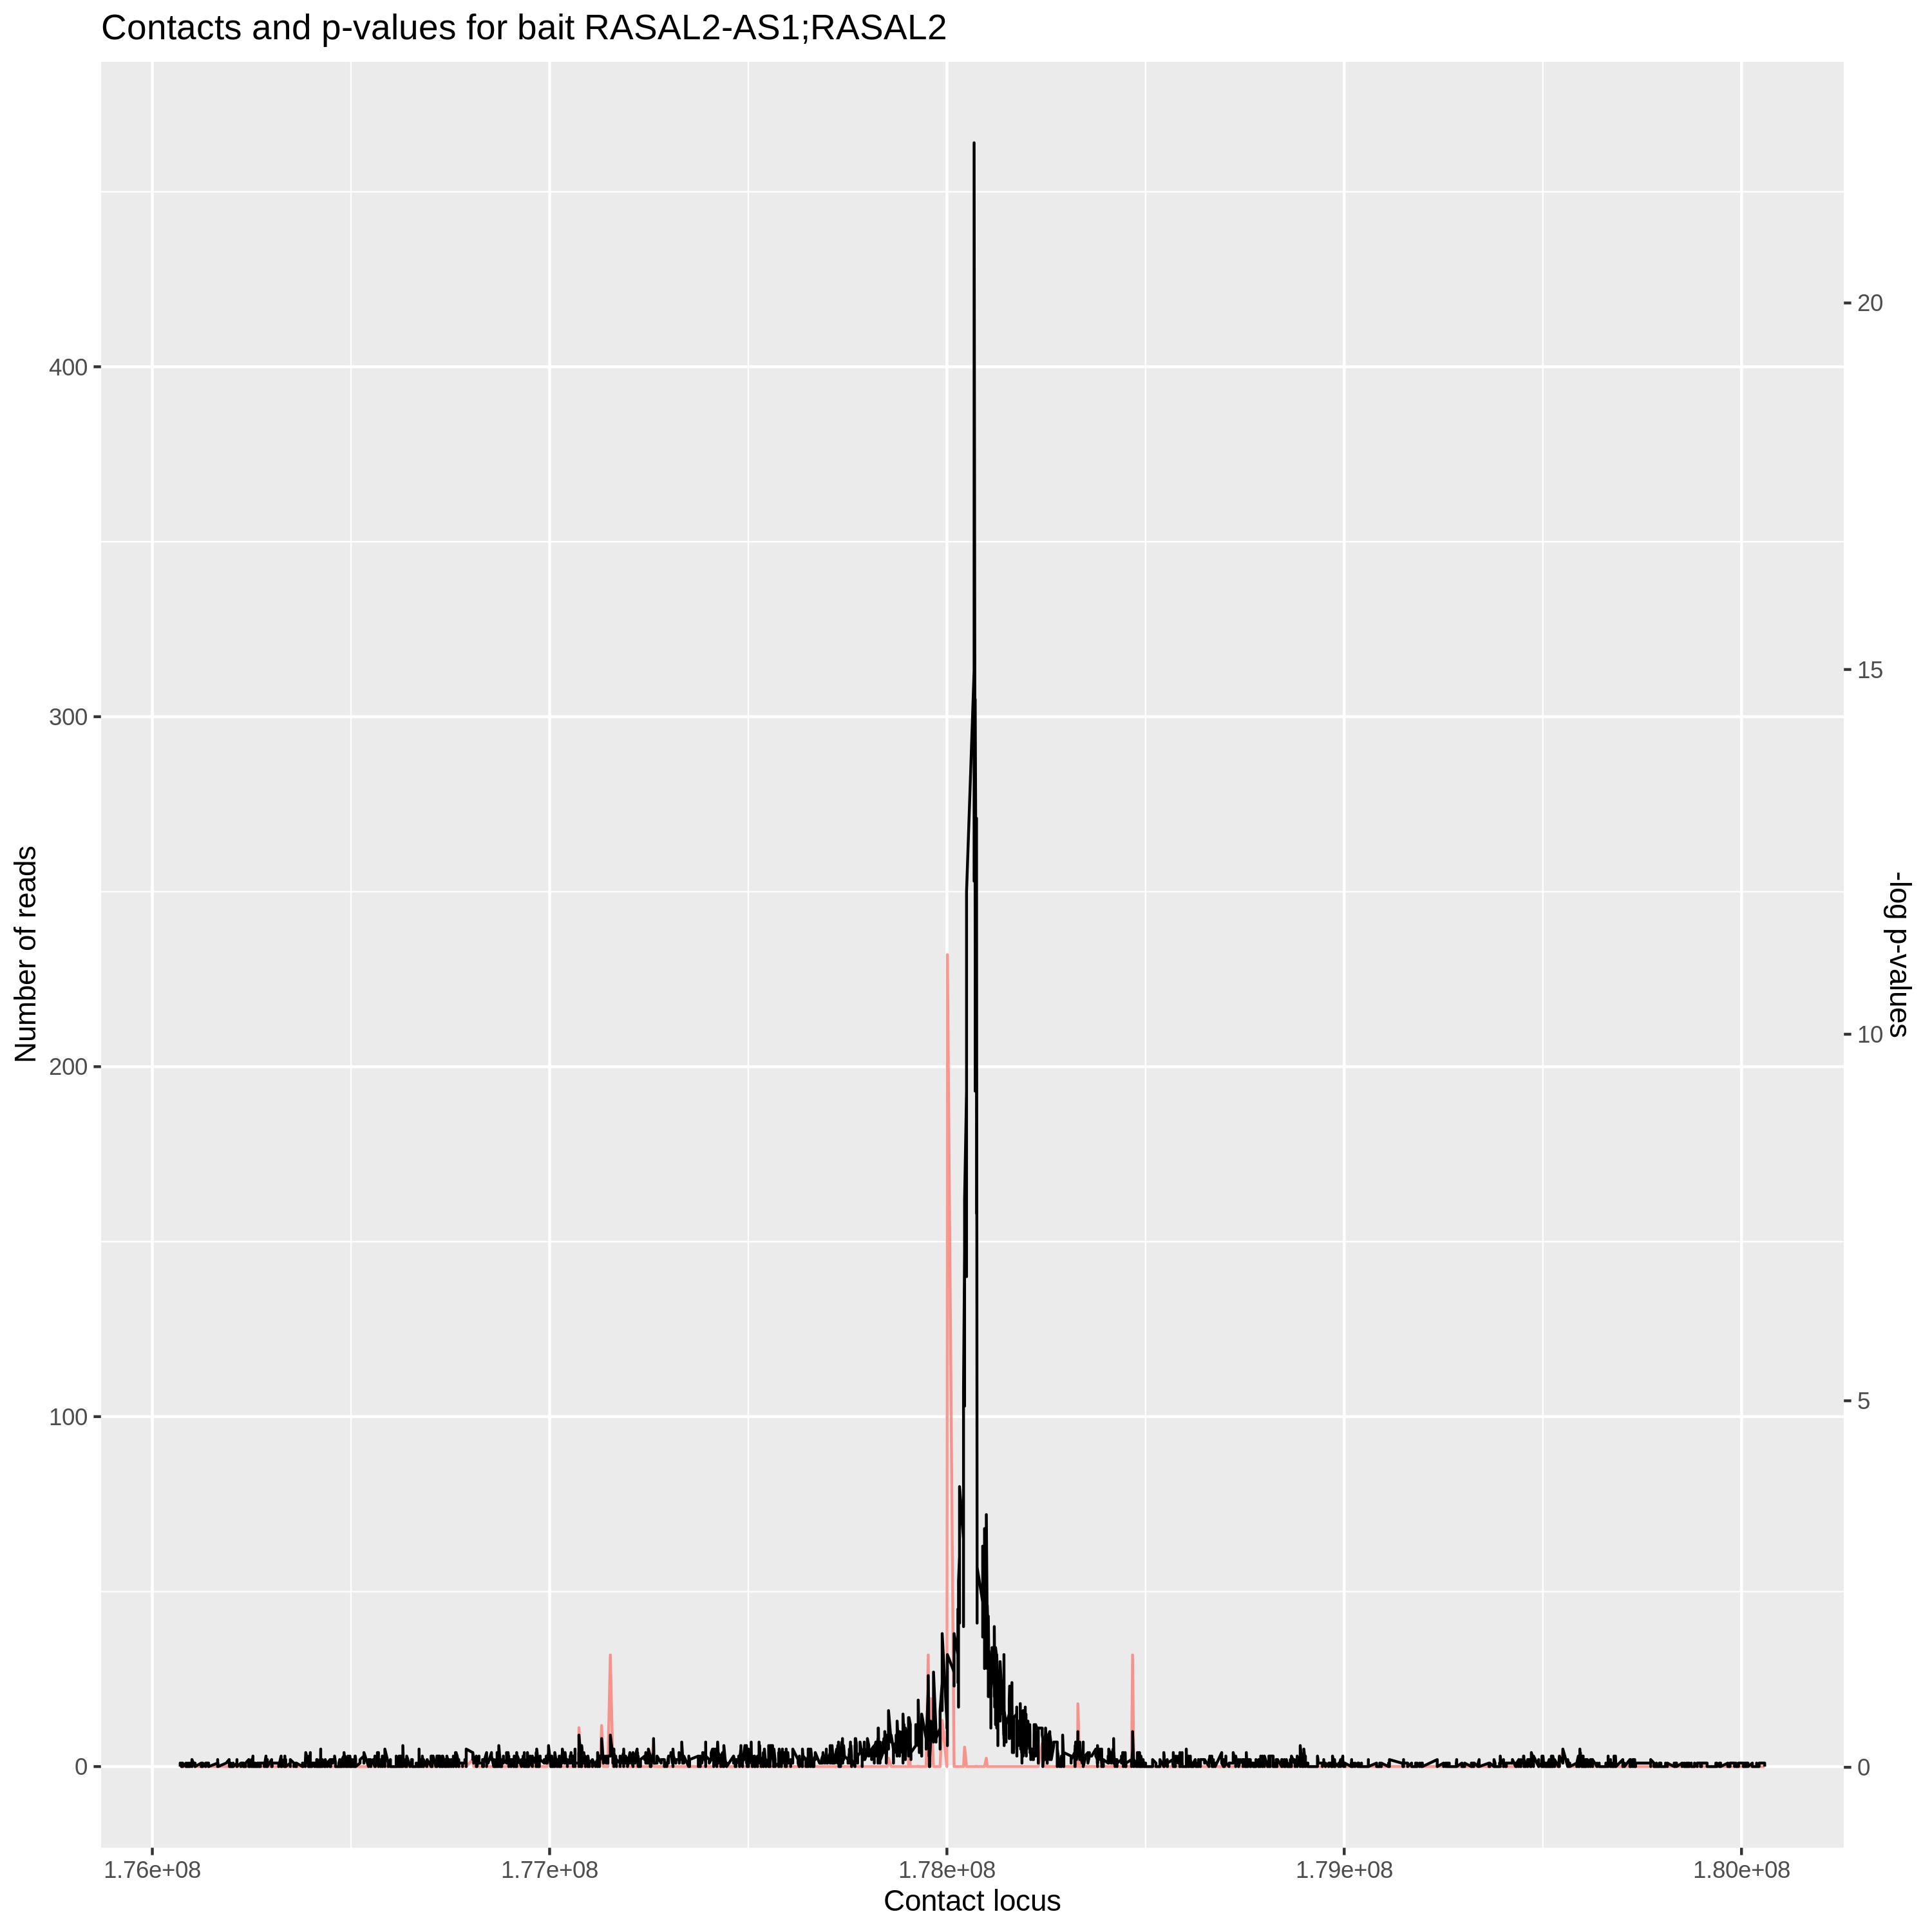 Contacts and p-values for bait RASAL2-AS1;RASAL2
Number of reads
400
300
200
100
0
20
15
10
5
0
-log p-values
1.76e+08 1.77e+08 1.78e+08 1.79e+08 1.80e+08
Contact locus